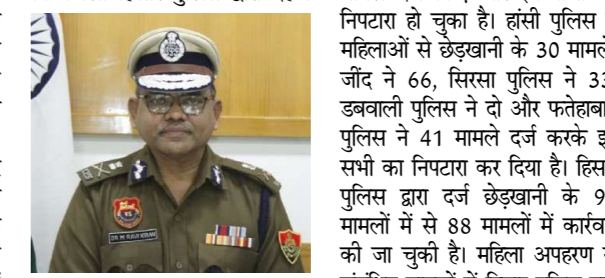 निपटारा हो चुका है। हांसी पुलिस
महिलाओं से छेड़खानी के 30 मामले
जींद ने 66, सिरसा पुलिस ने 33
डबवाली पुलिस ने दो और फतेहाबा
पुलिस ने 41 मामले दर्ज करके इ
सभी का निपटारा कर दिया है। हिस
पुलिस द्वारा दर्ज छेड़खानी के 9
मामलों में से 88 मामलों में कार्रवा
की जा चुकी है। महिला अपहरण